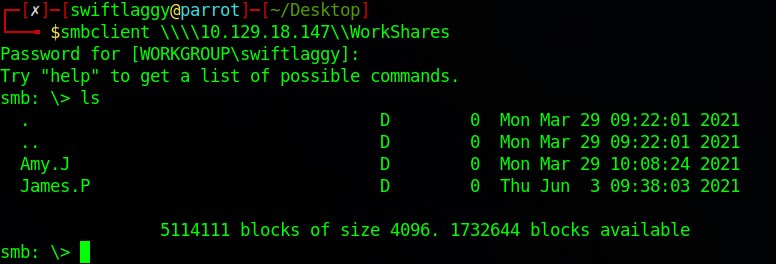 ┌─[✗]─[swiftlaggy@parrot]─[~/Desktop]
└──╼ $smbclient \\\\10.129.18.147\\WorkShares
Password for [WORKGROUP\swiftlaggy]:
Try "help" to get a list of possible commands.
smb: \> ls
  .                                   D        0  Mon Mar 29 09:22:01 2021
  ..                                  D        0  Mon Mar 29 09:22:01 2021
  Amy.J                               D        0  Mon Mar 29 10:08:24 2021
  James.P                             D        0  Thu Jun  3 09:38:03 2021
                5114111 blocks of size 4096. 1732644 blocks available
smb: \>